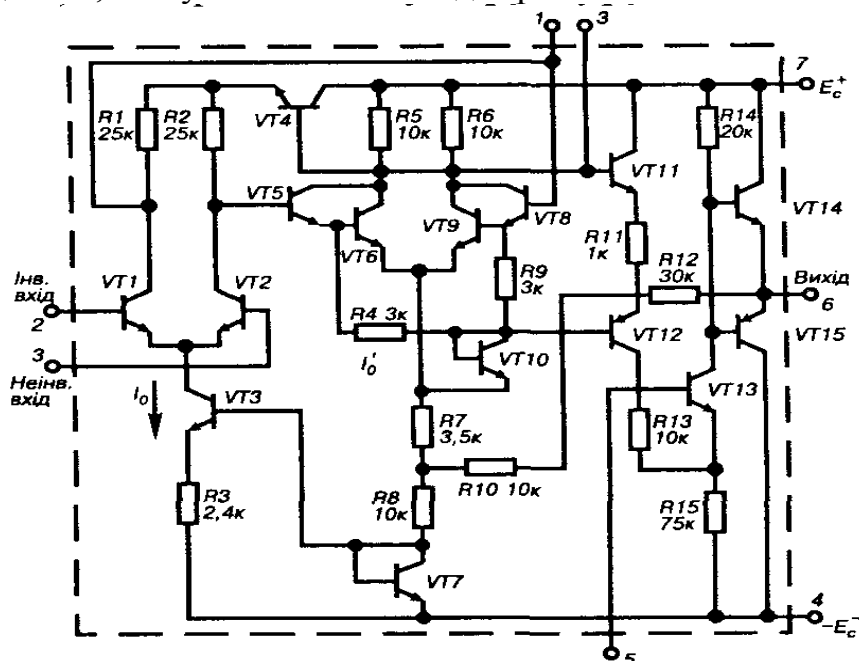 1
3
7
Ec+
R1
25к
R2
25к
VT4
R5
10к
R6
10к
R14
20к
VT11
VT5
VT6
VT9
VT8
VT14
R11
1к
R12
30к
Вихід
6
VT1
VT2
Інв.
вхід
2
R9
3к
R4 3к
VT12
VT15
3
Неінв.
вхід
I₀
VT3
I₀'
VT10
VT13
R7
3,5к
R13
10к
R3
2,4к
R8
10к
R10 10к
R15
75к
VT7
4
-Ec-
5